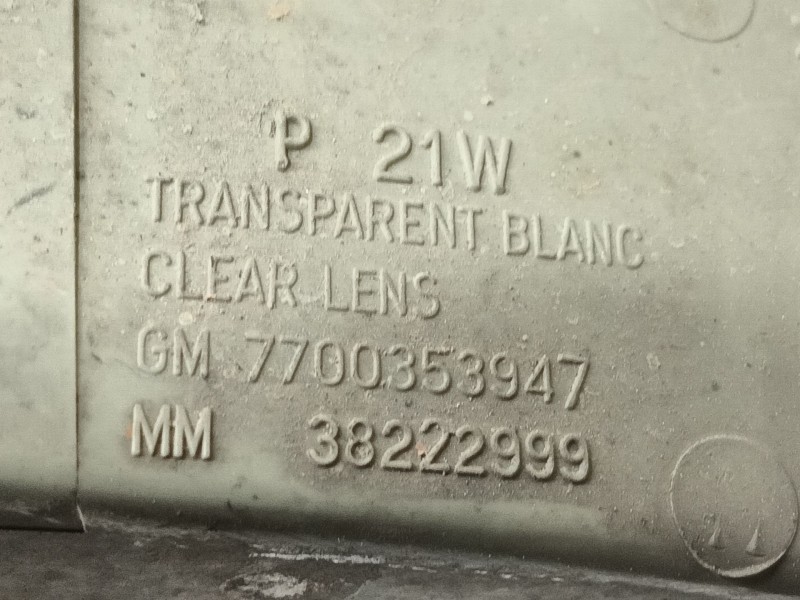 P 21W
TRANSPARENT BLANC
CLEAR LENS
GM 7700353947
MM 38222999